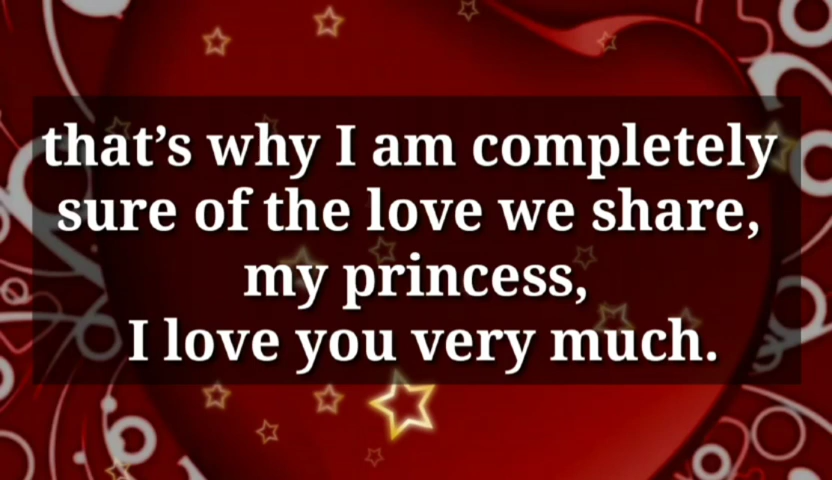 that’s why I am completely
sure of the love we share,
my princess,
I love you very much.